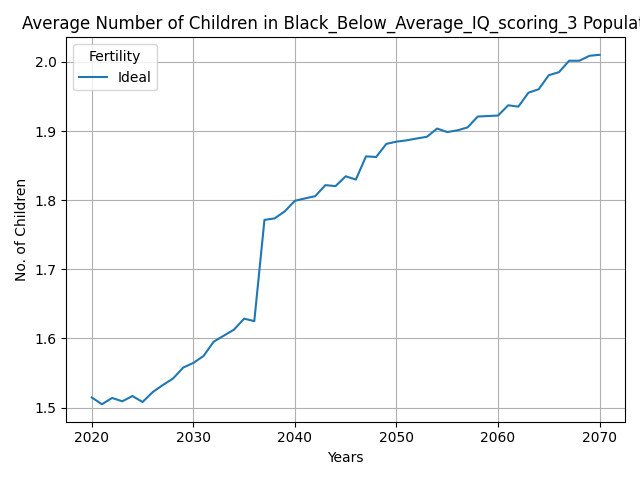 Average Number of Children in Black_Below_Average_IQ_scoring_3 Populat
Fertility
Ideal
No. of Children
2.0
1.9
1.8
1.7
1.6
1.5
2020 2030 2040 2050 2060 2070
Years